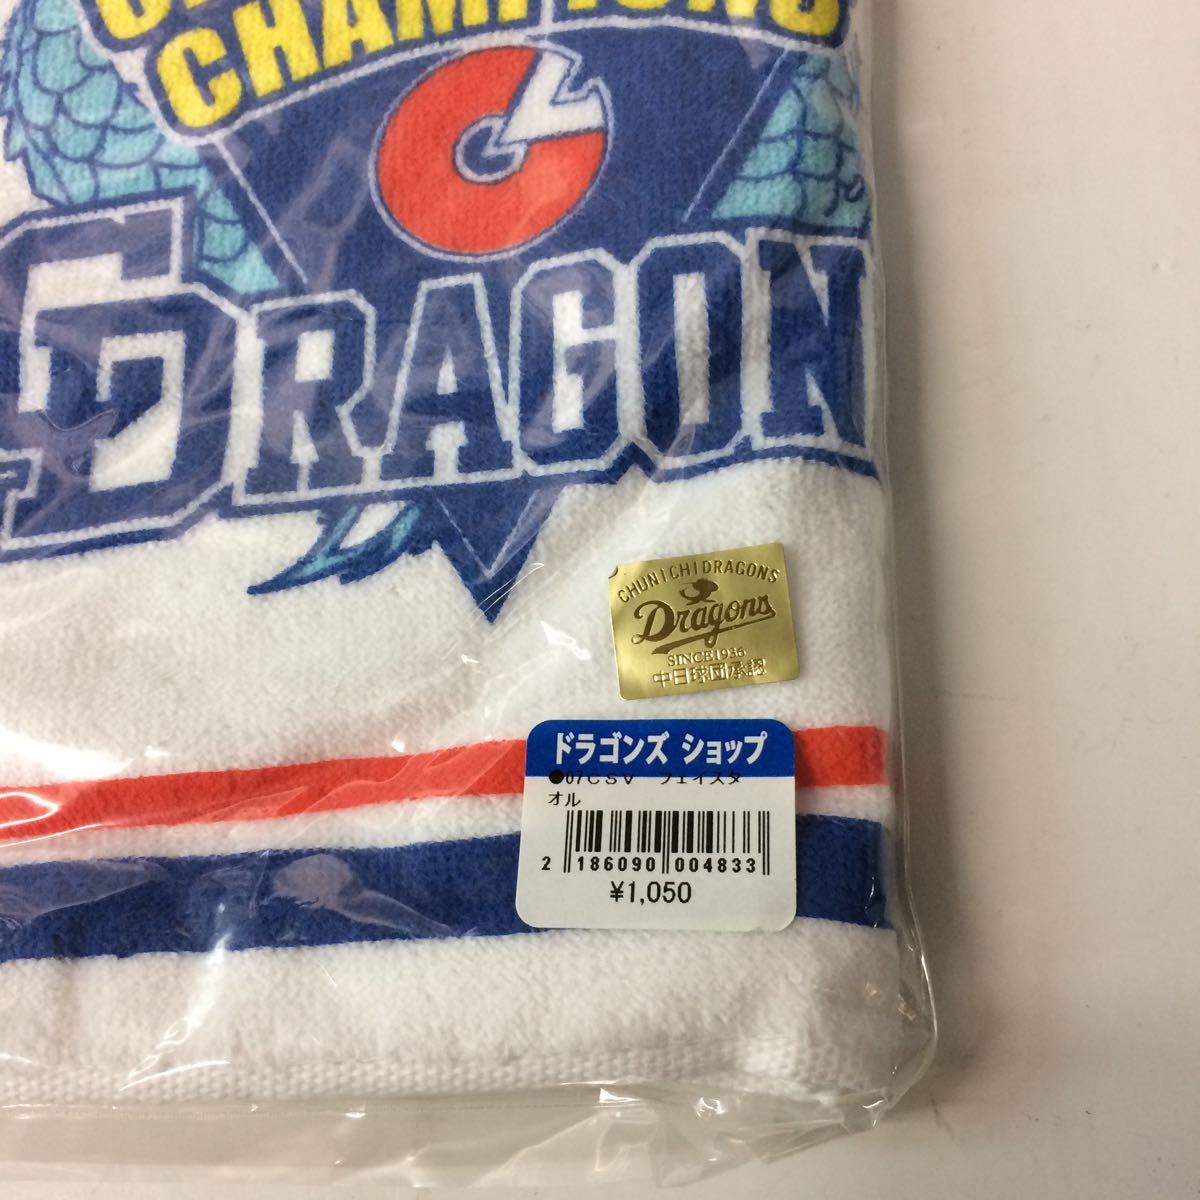 CHAMPIONS
DRAGON
CHUNICHI DRAGONS
Dragons
SINCE1936
中日球団承認
ドラゴンズ ショップ
●07CSV フェイスタ
オル
2 186090 004833
¥1,050